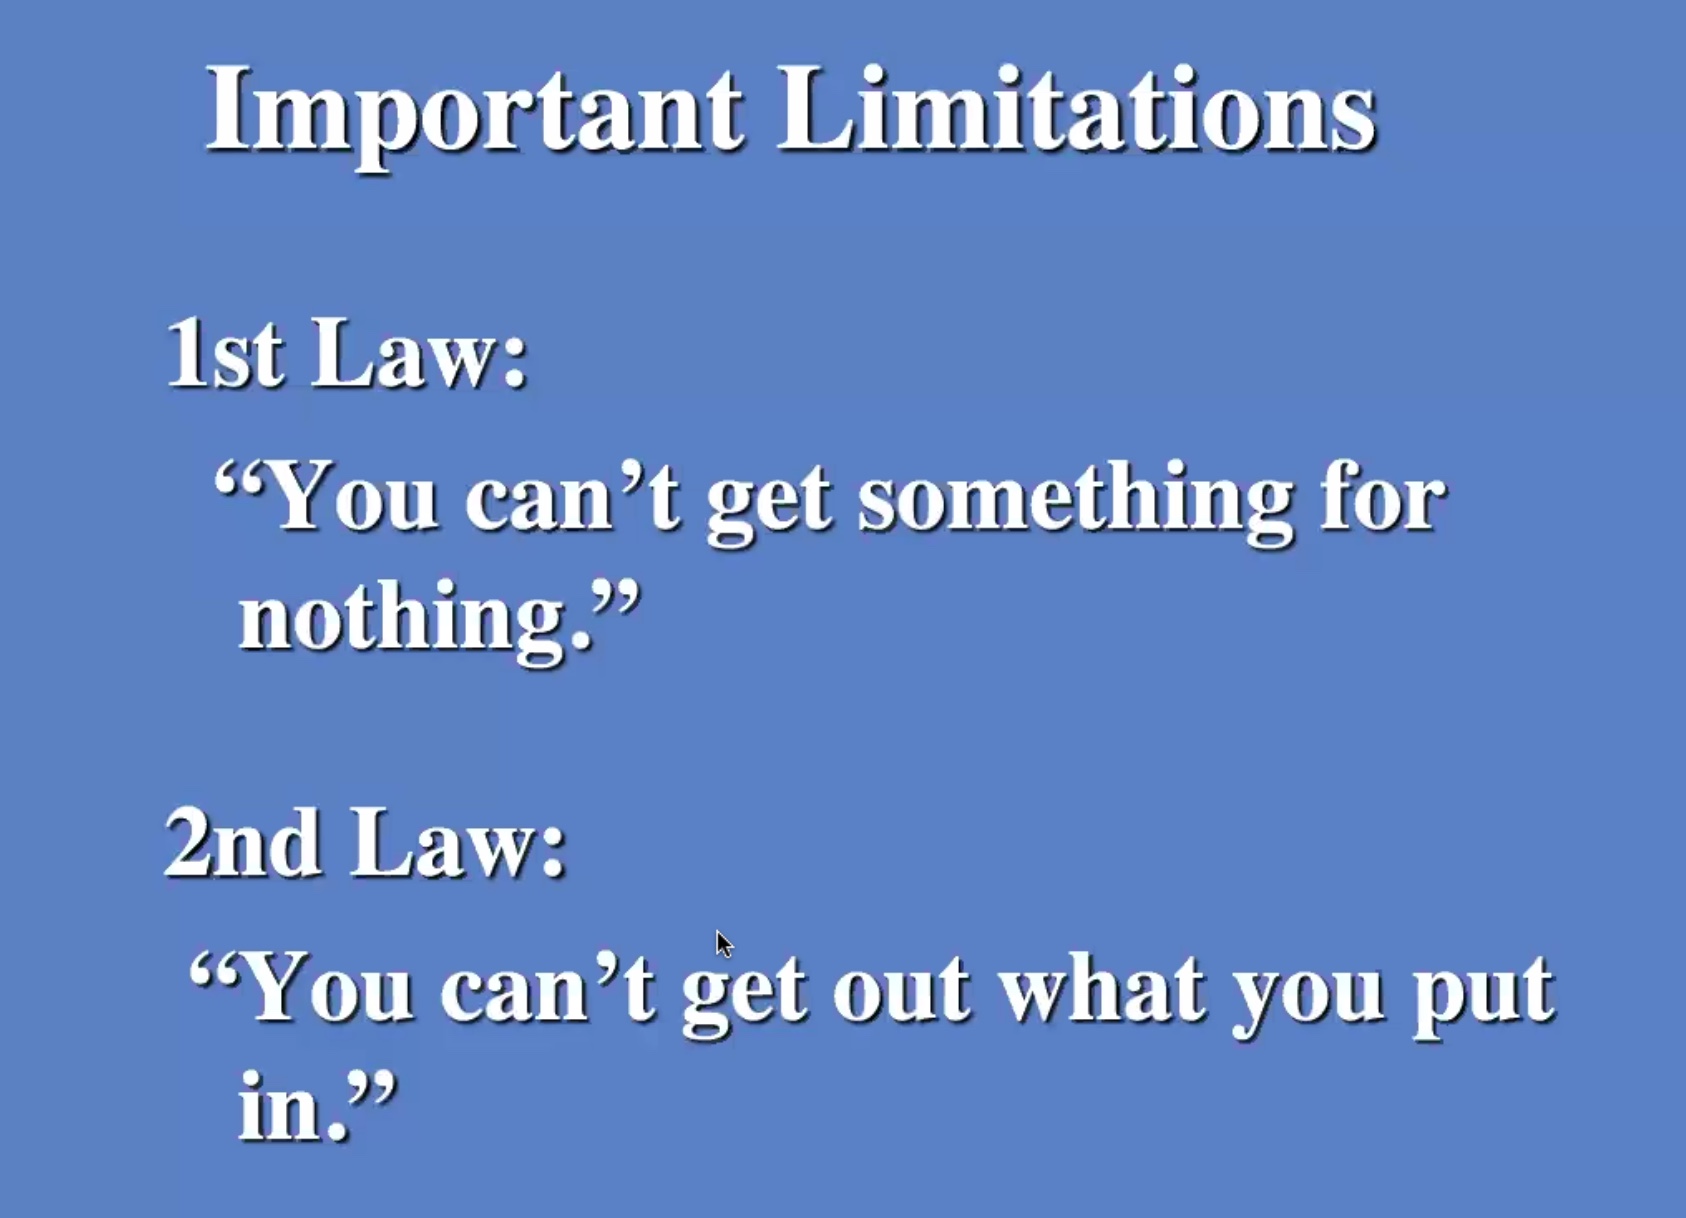 Important Limitations
1st Law:
“You can’t get something for
nothing.”
2nd Law:
“You can’t get out what you put
in.”